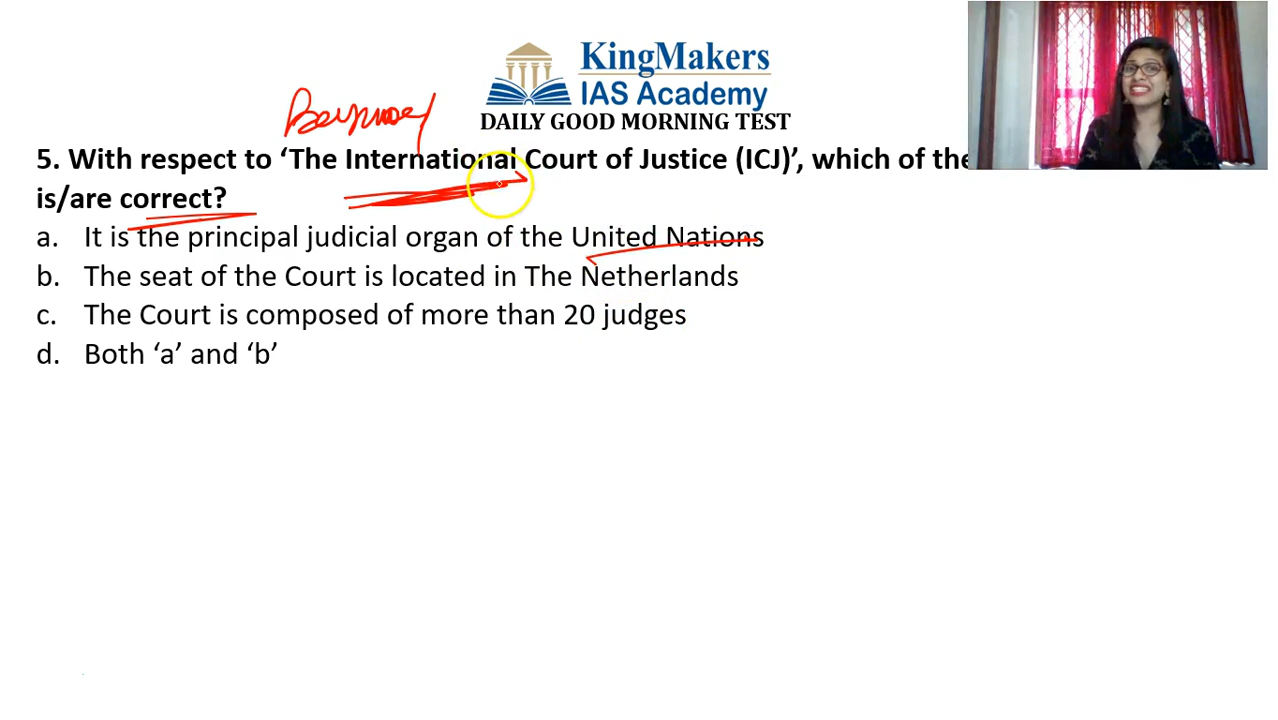 KingMakers
IAS Academy
DAILY GOOD MORNING TEST
5. With respect to ‘The International Court of Justice (ICJ)’, which of the
is/are correct?
a. It is the principal judicial organ of the United Nations
b. The seat of the Court is located in The Netherlands
c. The Court is composed of more than 20 judges
d. Both ‘a’ and ‘b’